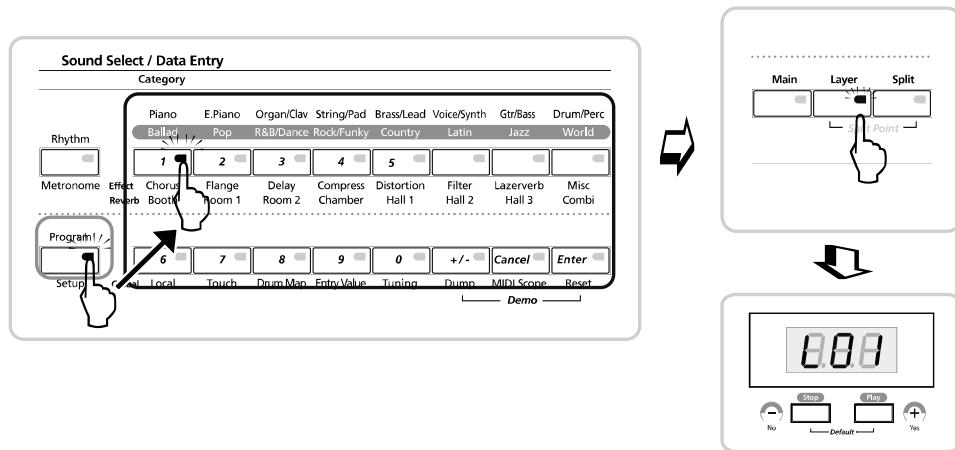 Sound Select / Data Entry
Category
Piano E.Piano Organ/Clav String/Pad Brass/Lead Voice/Synth Gtr/Bass Drum/Perc
Ballad Pop R&B/Dance Rock/Funky Country Latin Jazz World
Rhythm
1 2 3 4 5
Metronome Effect Chorus Flange Delay Compress Distortion Filter Lazerverb Misc
Reverb Booth Room 1 Room 2 Chamber Hall 1 Hall 2 Hall 3 Combi
Program
6 7 8 9 0 +/- Cancel Enter
Setup Local Touch Drum Map Entry Value Tuning Dump MIDI Scope Reset
Demo
Main Layer Split
Split Point
L01
Stop Play
- +
No Default Yes